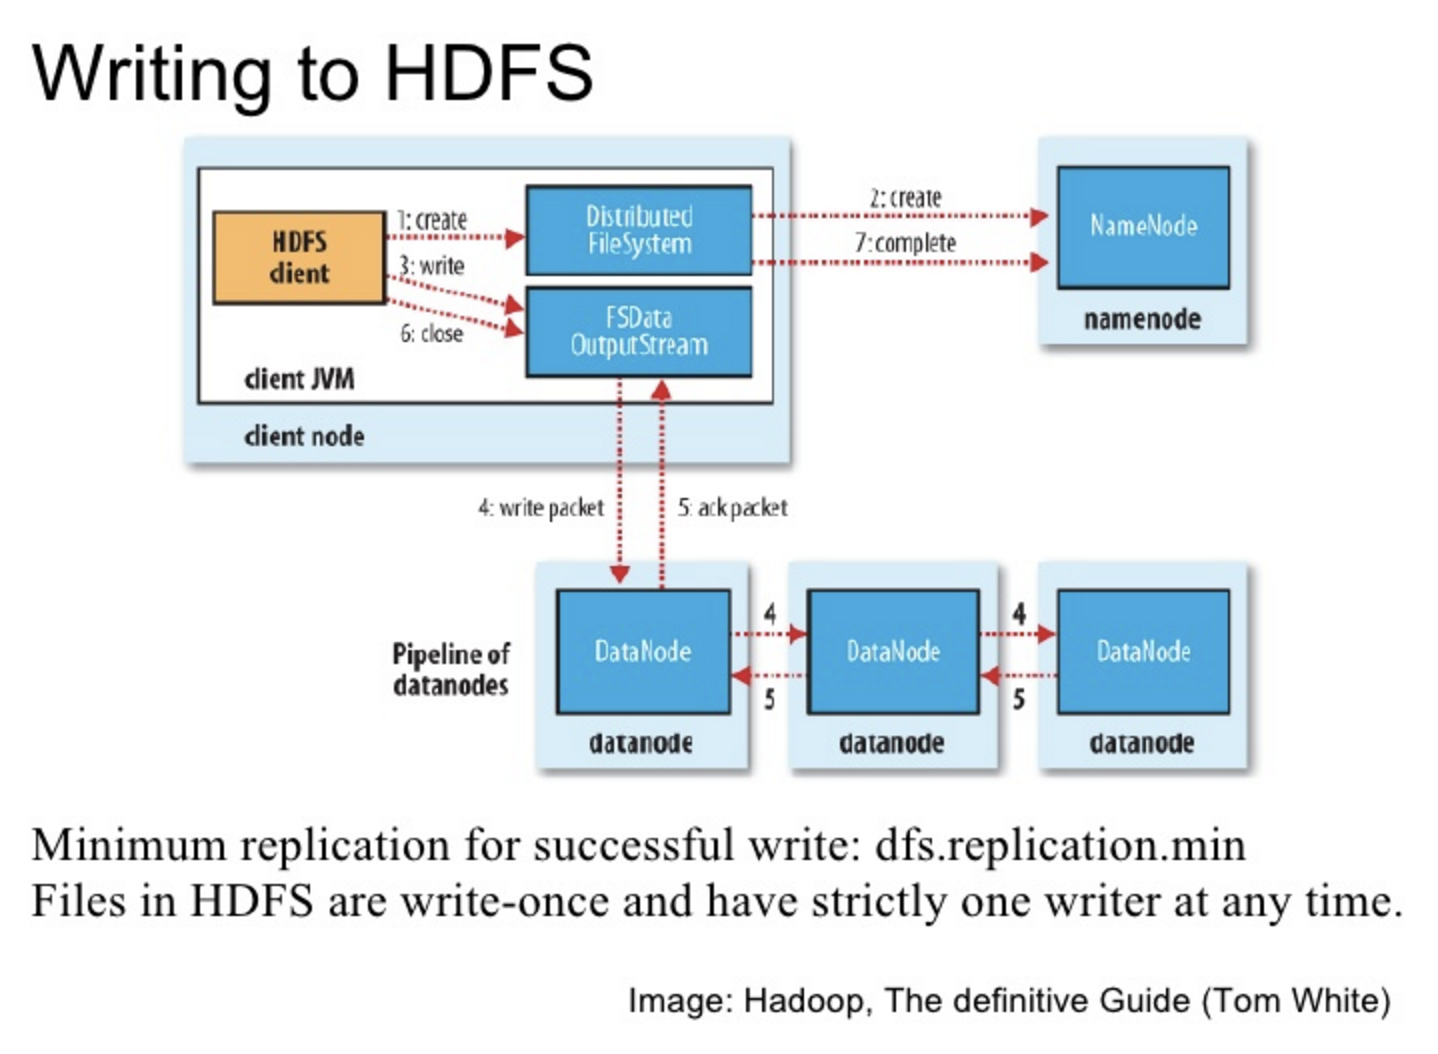 Writing to HDFS
HDFS
client
1: create
3: write
6: close
Distributed
FileSystem
FSData
OutputStream
client JVM
client node
2: create
7: complete
NameNode
namenode
4: write packet
5: ack packet
Pipeline of
datanodes
DataNode
datanode
4
5
DataNode
datanode
4
5
DataNode
datanode
Minimum replication for successful write: dfs.replication.min
Files in HDFS are write-once and have strictly one writer at any time.
Image: Hadoop, The definitive Guide (Tom White)